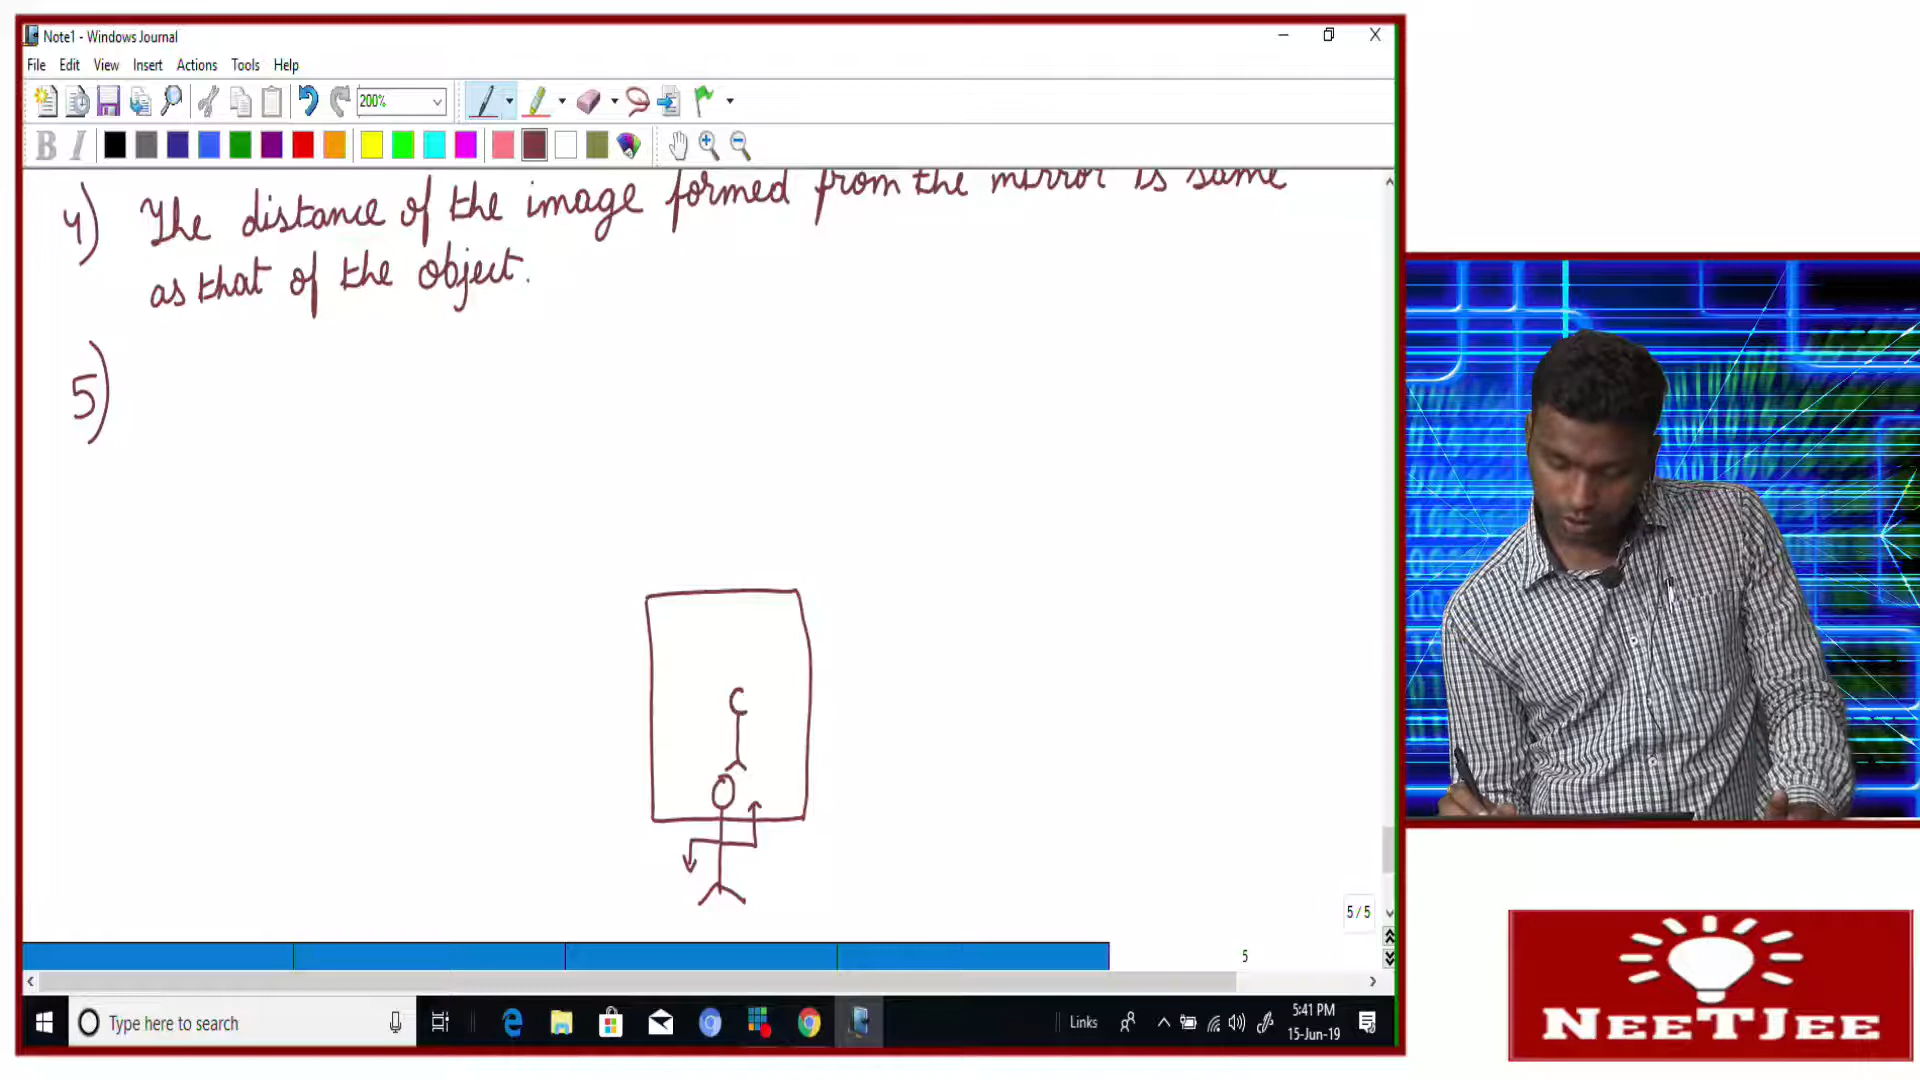 Note1 - Windows Journal
File Edit View Insert Actions Tools Help
200%
B I
4) The distance of the image formed from the mirror is same
as that of the object.
5)
5 / 5
5
Type here to search
Links
5:41 PM
15-Jun-19
NEETJEE